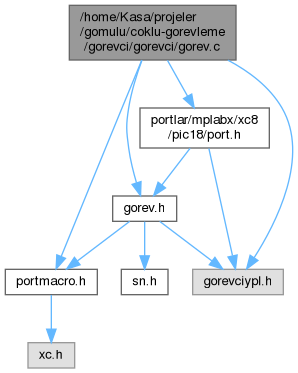 /home/Kasa/projeler
/gomulu/coklu-gorevleme
/gorevci/gorevci/gorev.c
portlar/mplabx/xc8
/pic18/port.h
gorev.h
portmacro.h
sn.h
gorevciypl.h
xc.h